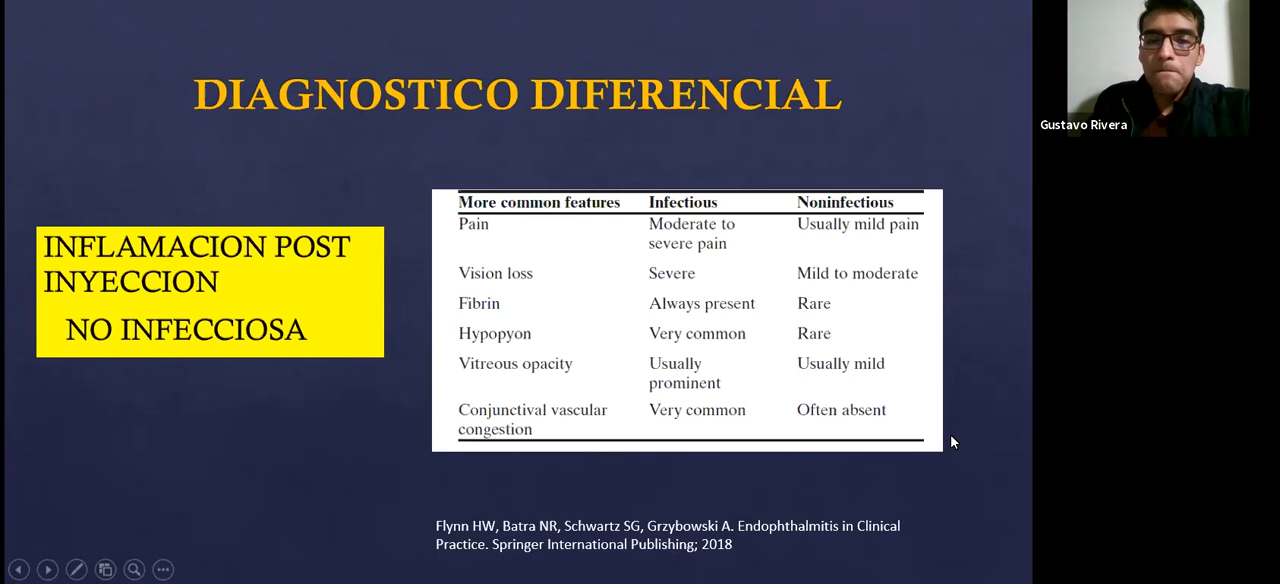 DIAGNOSTICO DIFERENCIAL
Gustavo Rivera
INFLAMACION POST
INYECCION
NO INFECCIOSA
More common features Infectious Noninfectious
Pain Moderate to severe pain Usually mild pain
Vision loss Severe Mild to moderate
Fibrin Always present Rare
Hypopyon Very common Rare
Vitreous opacity Usually prominent Usually mild
Conjunctival vascular congestion Very common Often absent
Flynn HW, Batra NR, Schwartz SG, Grzybowski A. Endophthalmitis in Clinical
Practice. Springer International Publishing; 2018